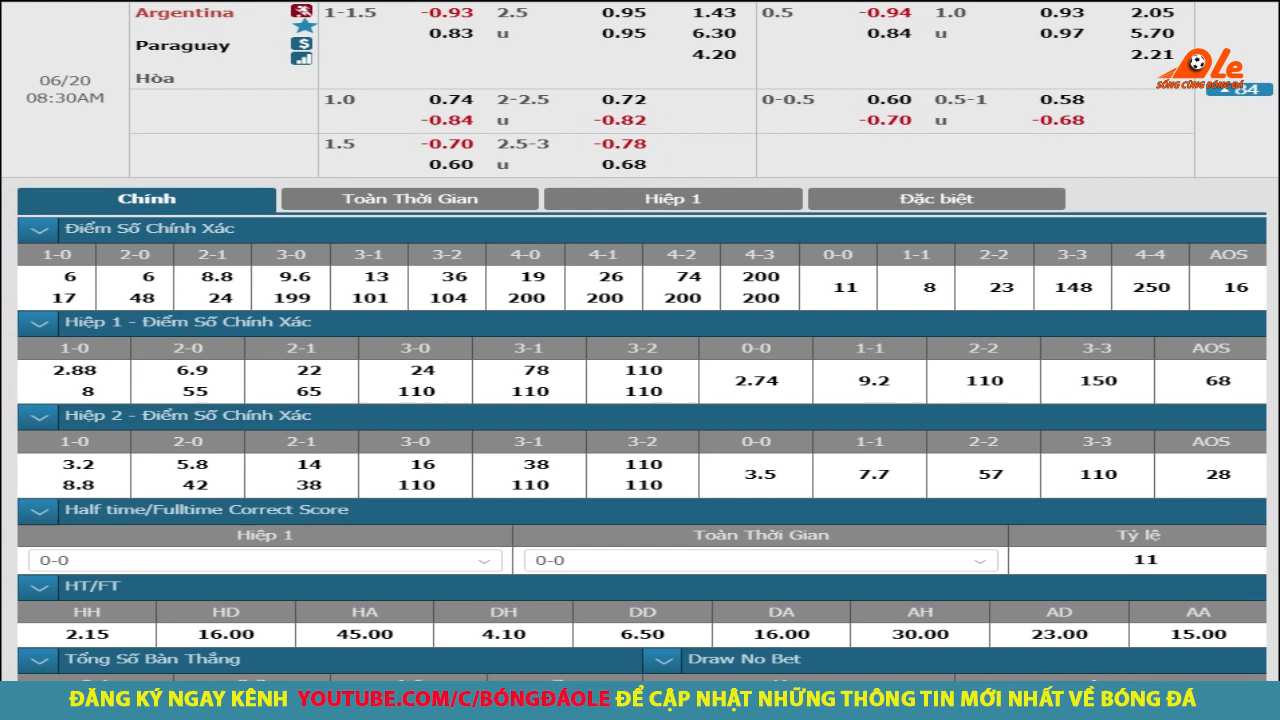 Argentina 1-1.5 -0.93 2.5 0.95 1.43 0.5 -0.94 1.0 0.93 2.05
0.83 u 0.95 6.30 0.84 u 0.97 5.70
Paraguay
4.20 2.21
Hòa
06/20
08:30AM
Ole
SỐNG CÙNG BÓNG ĐÁ
64
1.0 0.74 2-2.5 0.72 0-0.5 0.60 0.5-1 0.58
-0.84 u -0.82 -0.70 u -0.68
1.5 -0.70 2.5-3 -0.78
0.60 u 0.68
Chính Toàn Thời Gian Hiệp 1 Đặc biệt
Điểm Số Chính Xác
1-0 2-0 2-1 3-0 3-1 3-2 4-0 4-1 4-2 4-3 0-0 1-1 2-2 3-3 4-4 AOS
6 6 8.8 9.6 13 36 19 26 74 200
11 8 23 148 250 16
17 48 24 199 101 104 200 200 200 200
Hiệp 1 - Điểm Số Chính Xác
1-0 2-0 2-1 3-0 3-1 3-2 0-0 1-1 2-2 3-3 AOS
2.88 6.9 22 24 78 110
2.74 9.2 110 150 68
8 55 65 110 110 110
Hiệp 2 - Điểm Số Chính Xác
1-0 2-0 2-1 3-0 3-1 3-2 0-0 1-1 2-2 3-3 AOS
3.2 5.8 14 16 38 110
3.5 7.7 57 110 28
8.8 42 38 110 110 110
Half time/Fulltime Correct Score
Hiệp 1 Toàn Thời Gian Tỷ lệ
0-0 0-0 11
HT/FT
HH HD HA DH DD DA AH AD AA
2.15 16.00 45.00 4.10 6.50 16.00 30.00 23.00 15.00
Tổng Số Bàn Thắng Draw No Bet
ĐĂNG KÝ NGAY KÊNH YOUTUBE.COM/C/BÓNGĐÁOLE ĐỂ CẬP NHẬT NHỮNG THÔNG TIN MỚI NHẤT VỀ BÓNG ĐÁ